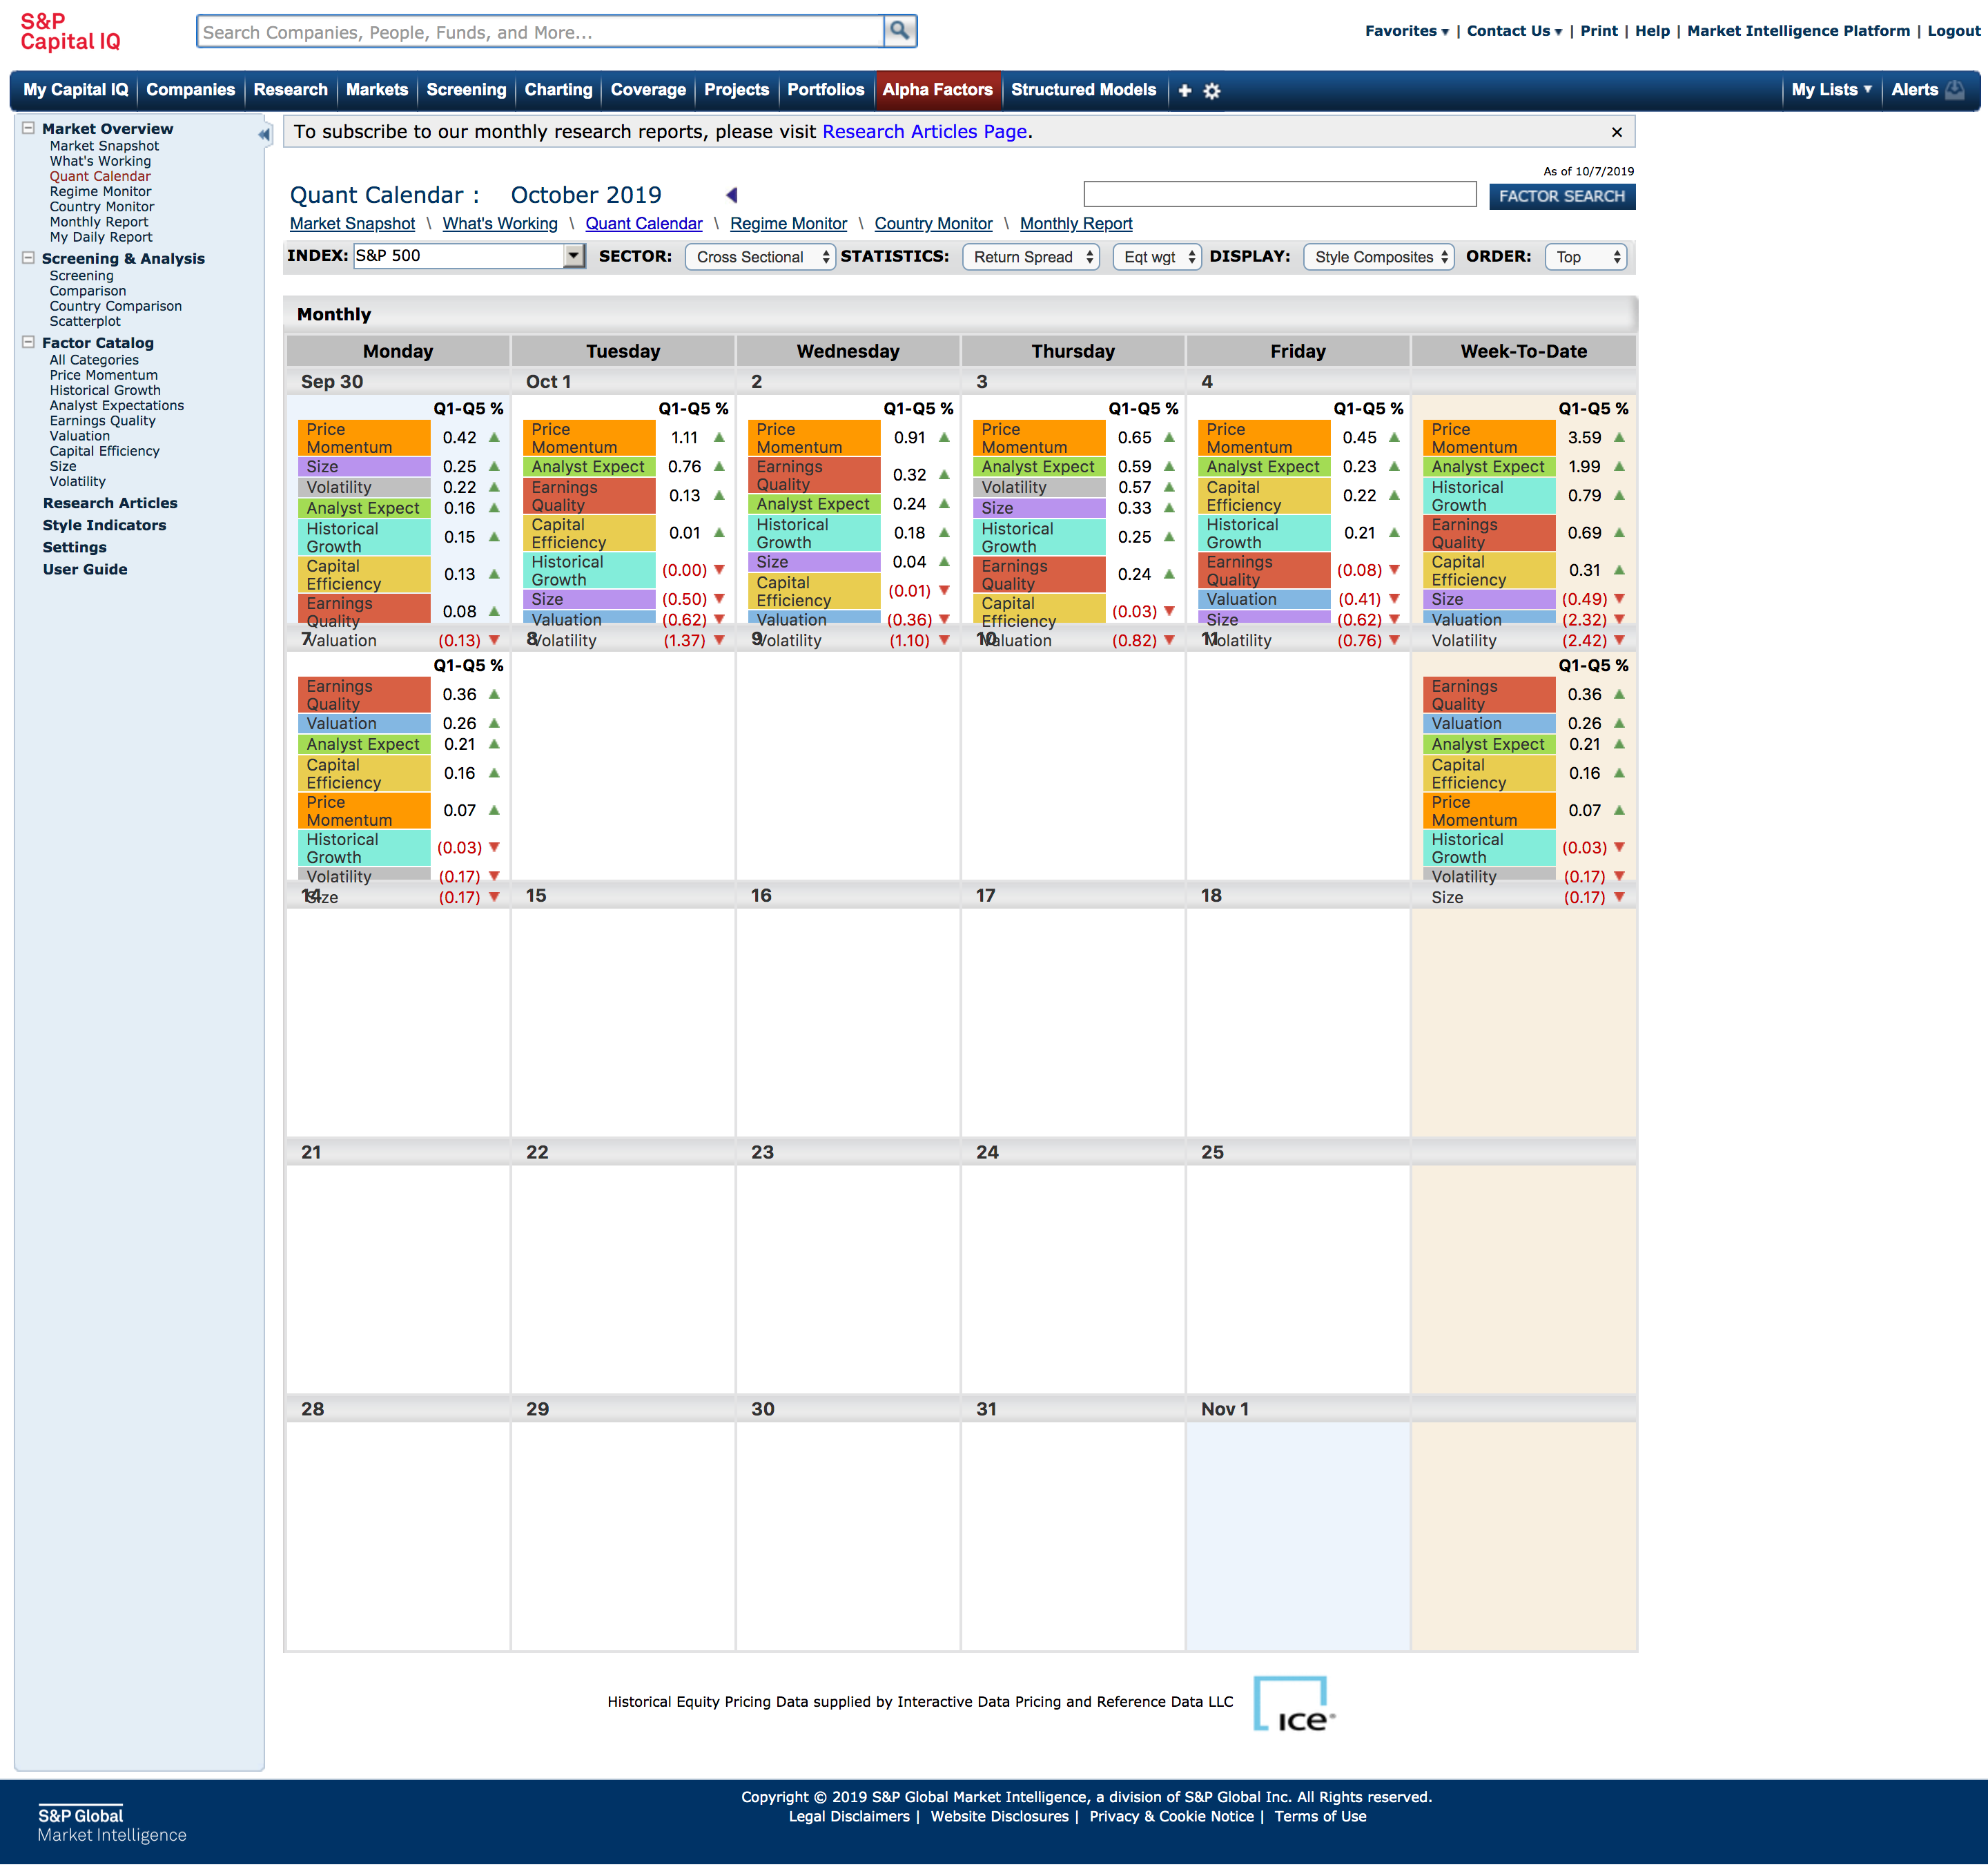 S&P
Capital IQ
Search Companies, People, Funds, and More...
Favorites ▾ | Contact Us ▾ | Print | Help | Market Intelligence Platform | Logout
My Capital IQ Companies Research Markets Screening Charting Coverage Projects Portfolios Alpha Factors Structured Models My Lists ▾ Alerts
Market Overview
Market Snapshot
What's Working
Quant Calendar
Regime Monitor
Country Monitor
Monthly Report
My Daily Report
Screening & Analysis
Screening
Comparison
Country Comparison
Scatterplot
Factor Catalog
All Categories
Price Momentum
Historical Growth
Analyst Expectations
Earnings Quality
Valuation
Capital Efficiency
Size
Volatility
Research Articles
Style Indicators
Settings
User Guide
To subscribe to our monthly research reports, please visit Research Articles Page.
As of 10/7/2019
Quant Calendar : October 2019
FACTOR SEARCH
Market Snapshot \ What's Working \ Quant Calendar \ Regime Monitor \ Country Monitor \ Monthly Report
INDEX: S&P 500 SECTOR: Cross Sectional STATISTICS: Return Spread Eqt wgt DISPLAY: Style Composites ORDER: Top
Monthly
Monday Tuesday Wednesday Thursday Friday Week-To-Date
Sep 30
Q1-Q5 %
Price Momentum 0.42
Size 0.25
Volatility 0.22
Analyst Expect 0.16
Historical Growth 0.15
Capital Efficiency 0.13
Earnings Quality 0.08
Valuation (0.13)
Oct 1
Q1-Q5 %
Price Momentum 1.11
Analyst Expect 0.76
Earnings Quality 0.13
Capital Efficiency 0.01
Historical Growth (0.00)
Size (0.50)
Valuation (0.62)
Volatility (1.37)
2
Q1-Q5 %
Price Momentum 0.91
Earnings Quality 0.32
Analyst Expect 0.24
Historical Growth 0.18
Size 0.04
Capital Efficiency (0.01)
Valuation (0.36)
Volatility (1.10)
3
Q1-Q5 %
Price Momentum 0.65
Analyst Expect 0.59
Volatility 0.57
Size 0.33
Historical Growth 0.25
Earnings Quality 0.24
Capital Efficiency (0.03)
Valuation (0.82)
4
Q1-Q5 %
Price Momentum 0.45
Analyst Expect 0.23
Capital Efficiency 0.22
Historical Growth 0.21
Earnings Quality (0.08)
Valuation (0.41)
Size (0.62)
Volatility (0.76)
Q1-Q5 %
Price Momentum 3.59
Analyst Expect 1.99
Historical Growth 0.79
Earnings Quality 0.69
Capital Efficiency 0.31
Size (0.49)
Valuation (2.32)
Volatility (2.42)
7 8 9 10 11
Q1-Q5 %
Earnings Quality 0.36
Valuation 0.26
Analyst Expect 0.21
Capital Efficiency 0.16
Price Momentum 0.07
Historical Growth (0.03)
Volatility (0.17)
Size (0.17)
Q1-Q5 %
Earnings Quality 0.36
Valuation 0.26
Analyst Expect 0.21
Capital Efficiency 0.16
Price Momentum 0.07
Historical Growth (0.03)
Volatility (0.17)
Size (0.17)
14 15 16 17 18
21 22 23 24 25
28 29 30 31 Nov 1
Historical Equity Pricing Data supplied by Interactive Data Pricing and Reference Data LLC
ice
S&P Global
Market Intelligence
Copyright © 2019 S&P Global Market Intelligence, a division of S&P Global Inc. All Rights reserved.
Legal Disclaimers | Website Disclosures | Privacy & Cookie Notice | Terms of Use